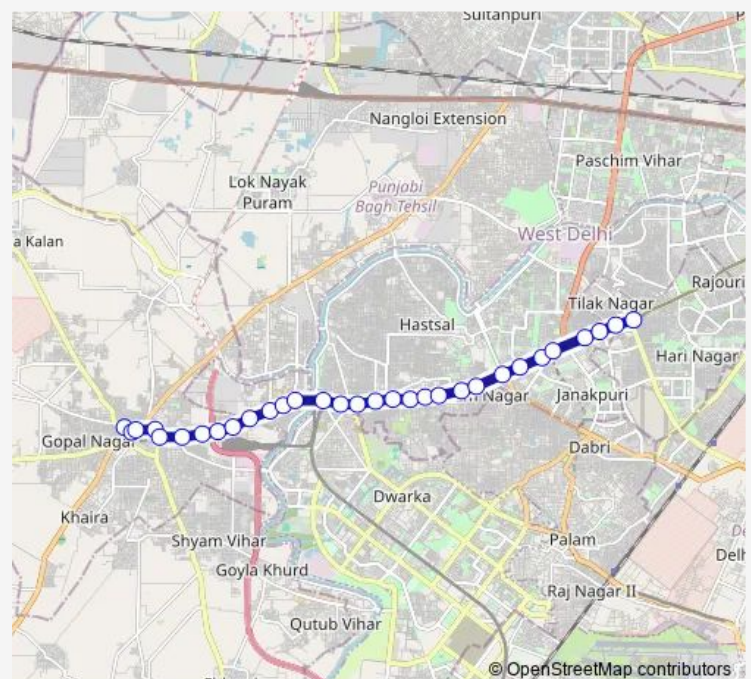 Sultanpuri
Nangloi Extension
Paschim Vihar
Lok Nayak
Puram
Punjabi
Bagh Tehsil
a Kalan
West Delhi
Rajouri
Tilak Nagar
Hastsal
Hari Nagar
Nagar
Janakpuri
Gopal Nagar
Dabri
Dwarka
Khaira
Shyam Vihar
Palam
Delh
Goyla Khurd
Raj Nagar II
Qutub Vihar
© OpenStreetMap contributors